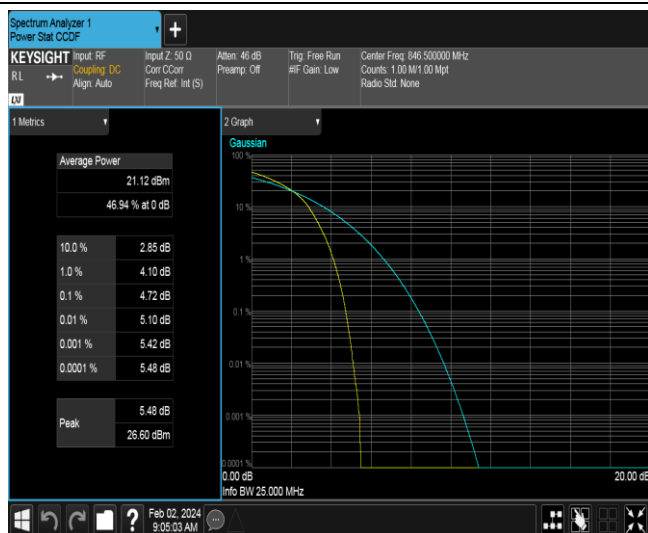 Spectrum Analyzer 1
Power Stat CCDF
+
KEYSIGHT
RL
LXI
Input: RF
Coupling: DC
Align: Auto
Input Z: 50 Ω
Corr CCorr
Freq Ref: Int (S)
Atten: 46 dB
Preamp: Off
Trig: Free Run
#IF Gain: Low
Center Freq: 846.500000 MHz
Counts: 1.00 M/1.00 Mpt
Radio Std: None
1 Metrics
Average Power
21.12 dBm
46.94 % at 0 dB
10.0 % 2.85 dB
1.0 % 4.10 dB
0.1 % 4.72 dB
0.01 % 5.10 dB
0.001 % 5.42 dB
0.0001 % 5.48 dB
Peak
5.48 dB
26.60 dBm
2 Graph
Gaussian
100 %
10 %
1 %
0.1 %
0.01 %
0.001 %
0.0001 %
0.00 dB 20.00 dB
Info BW 25.000 MHz
?
Feb 02, 2024
9:05:03 AM